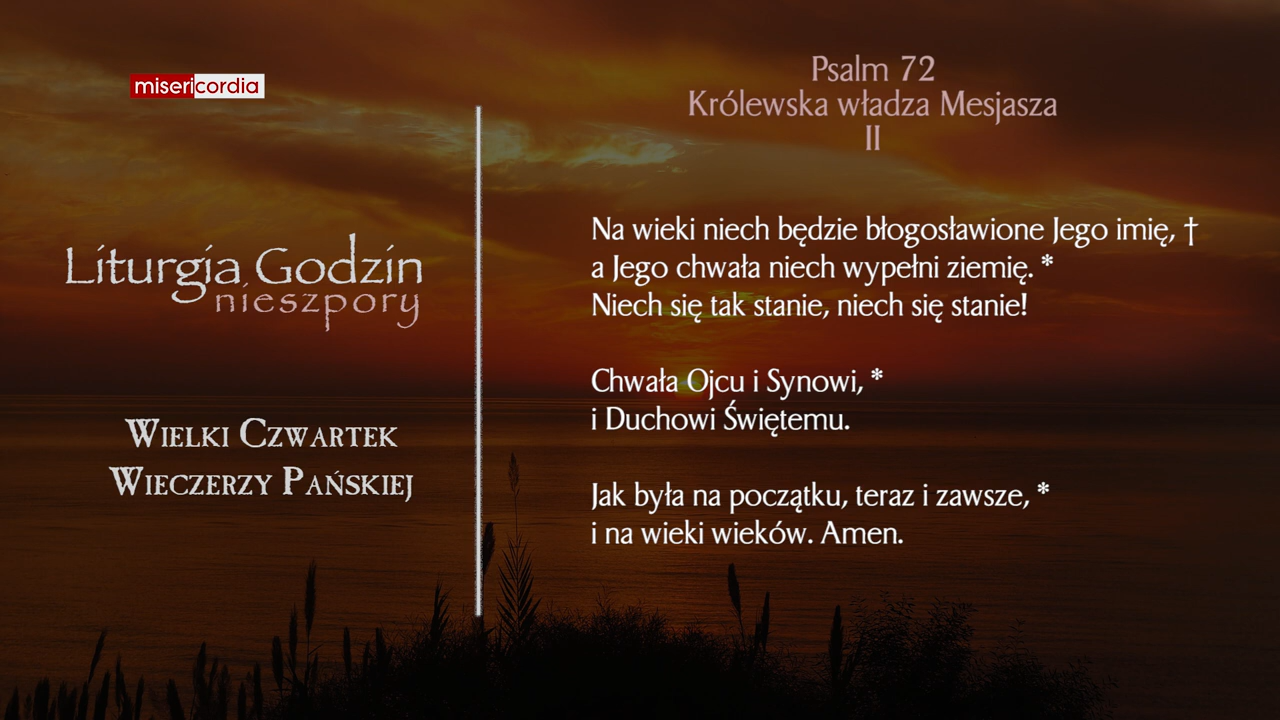 misericordia
Liturgia Godzin
nieszpory
Wielki Czwartek
Wieczerzy Pańskiej
Psalm 72
Królewska władza Mesjasza
II
Na wieki niech będzie błogosławione Jego imię, †
a Jego chwała niech wypełni ziemię. *
Niech się tak stanie, niech się stanie!
Chwała Ojcu i Synowi, *
i Duchowi Świętemu.
Jak była na początku, teraz i zawsze, *
i na wieki wieków. Amen.